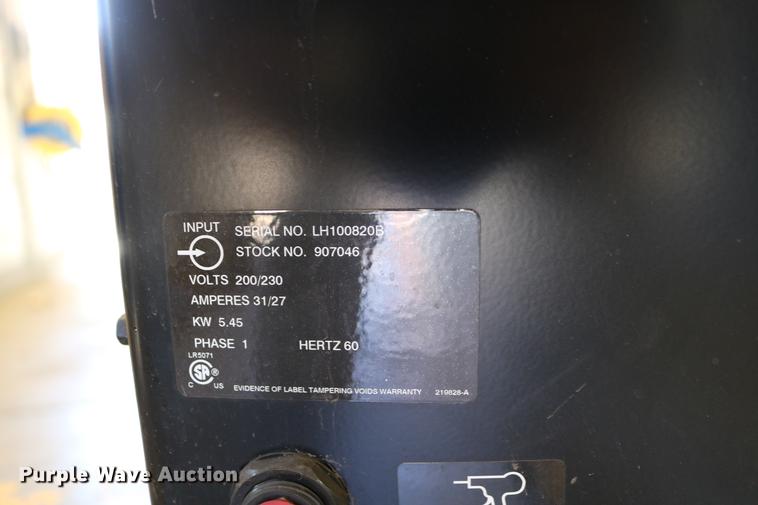 INPUT SERIAL NO. LH100820B
STOCK NO. 907046
VOLTS 200/230
AMPERES 31/27
KW 5.45
PHASE 1 HERTZ 60
LR5071
SP ®
C US EVIDENCE OF LABEL TAMPERING VOIDS WARRANTY 219828-A
Purple Wave Auction